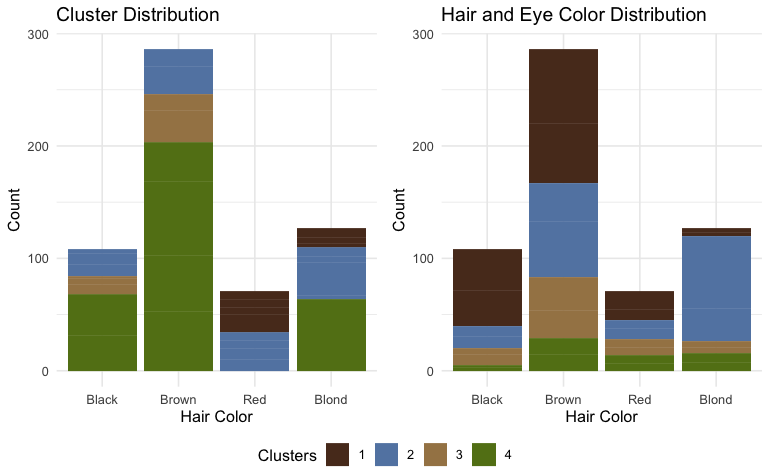 Cluster Distribution
Count
300
200
100
0
Black Brown Red Blond
Hair Color
Hair and Eye Color Distribution
Count
300
200
100
0
Black Brown Red Blond
Hair Color
Clusters 1 2 3 4